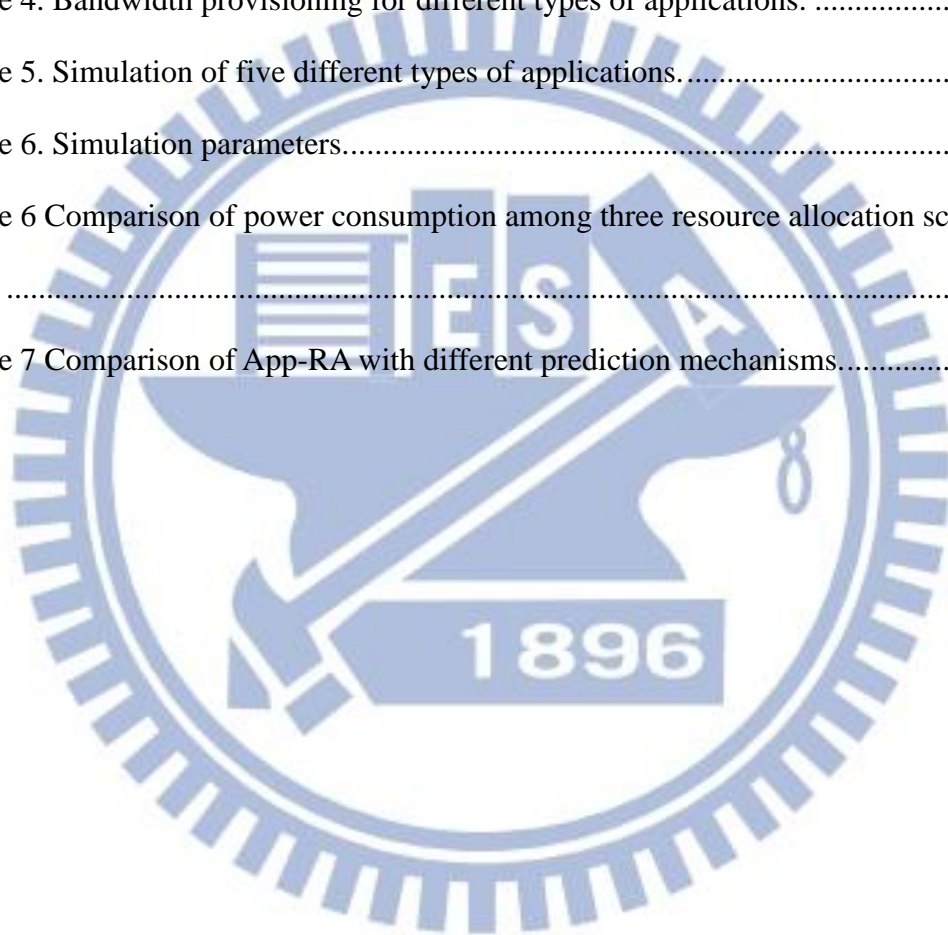 e 4. Bandwidth provisioning for different types of applications. ..................
e 5. Simulation of five different types of applications. ..................................
e 6. Simulation parameters...............................................................................
e 6 Comparison of power consumption among three resource allocation sc
........................................................................................................................
e 7 Comparison of App-RA with different prediction mechanisms...............
ESA
1896